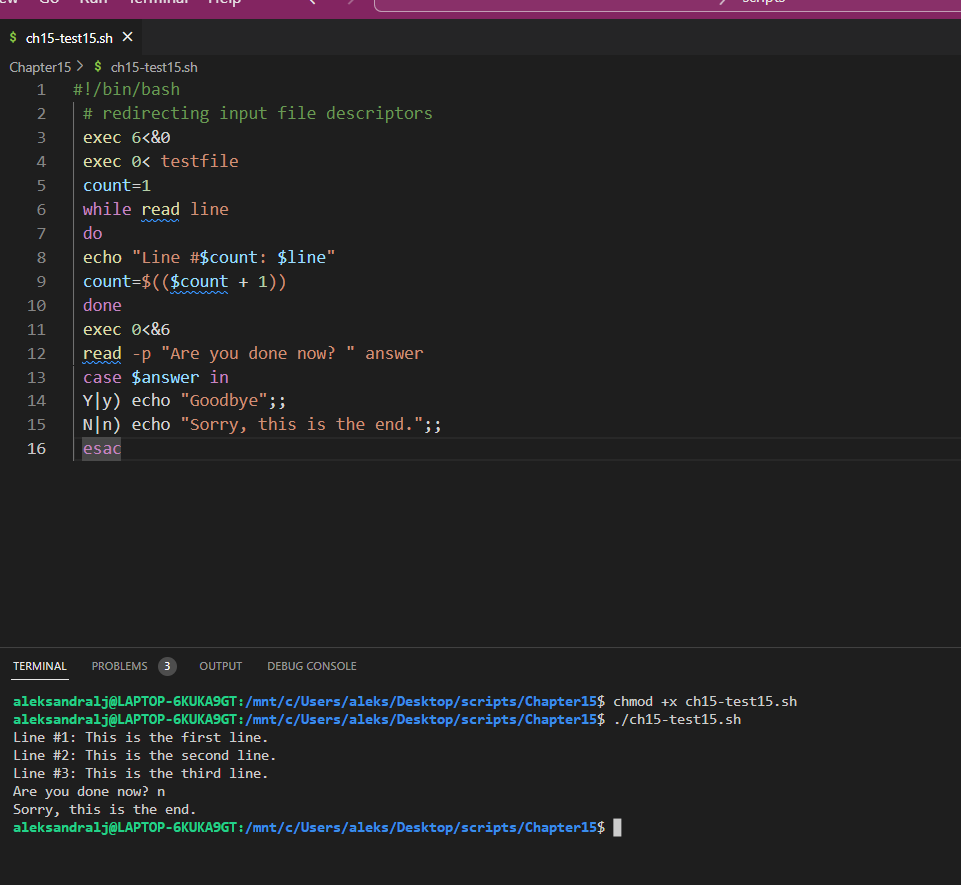 ew Go Run Terminal Help scripts
$ ch15-test15.sh ×
Chapter15 > $ ch15-test15.sh
1 #!/bin/bash
2 # redirecting input file descriptors
3 exec 6<&0
4 exec 0< testfile
5 count=1
6 while read line
7 do
8 echo "Line #$count: $line"
9 count=$(($count + 1))
10 done
11 exec 0<&6
12 read -p "Are you done now? " answer
13 case $answer in
14 Y|y) echo "Goodbye";;
15 N|n) echo "Sorry, this is the end.";;
16 esac
TERMINAL PROBLEMS 3 OUTPUT DEBUG CONSOLE
aleksandralj@LAPTOP-6KUKA9GT:/mnt/c/Users/aleks/Desktop/scripts/Chapter15$ chmod +x ch15-test15.sh
aleksandralj@LAPTOP-6KUKA9GT:/mnt/c/Users/aleks/Desktop/scripts/Chapter15$ ./ch15-test15.sh
Line #1: This is the first line.
Line #2: This is the second line.
Line #3: This is the third line.
Are you done now? n
Sorry, this is the end.
aleksandralj@LAPTOP-6KUKA9GT:/mnt/c/Users/aleks/Desktop/scripts/Chapter15$